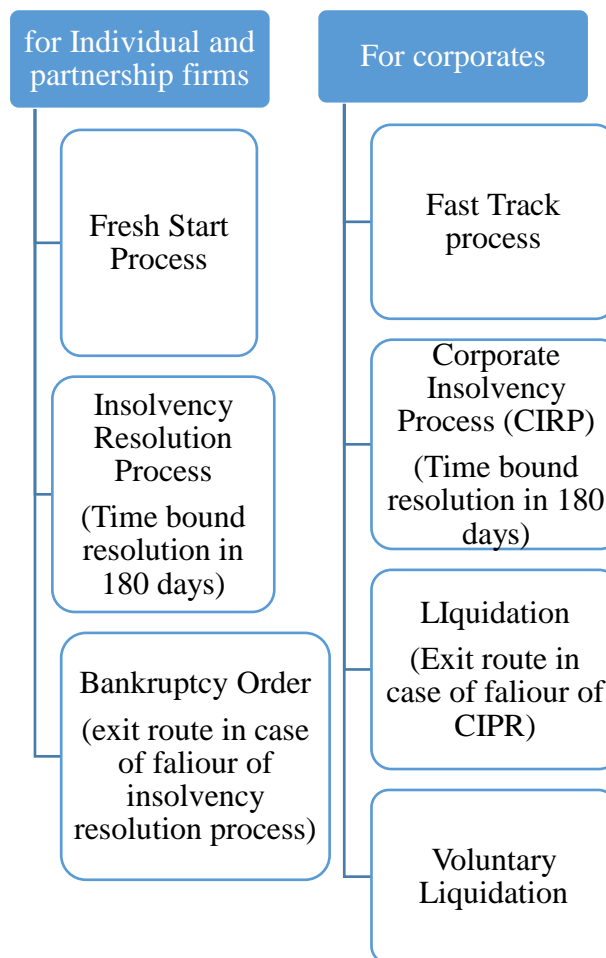 for Individual and
partnership firms
Fresh Start
Process
Insolvency
Resolution
Process
(Time bound
resolution in
180 days)
Bankruptcy Order
(exit route in case
of faliour of
insolvency
resolution process)
For corporates
Fast Track
process
Corporate
Insolvency
Process (CIRP)
(Time bound
resolution in 180
days)
LIquidation
(Exit route in
case of faliour of
CIPR)
Voluntary
Liquidation